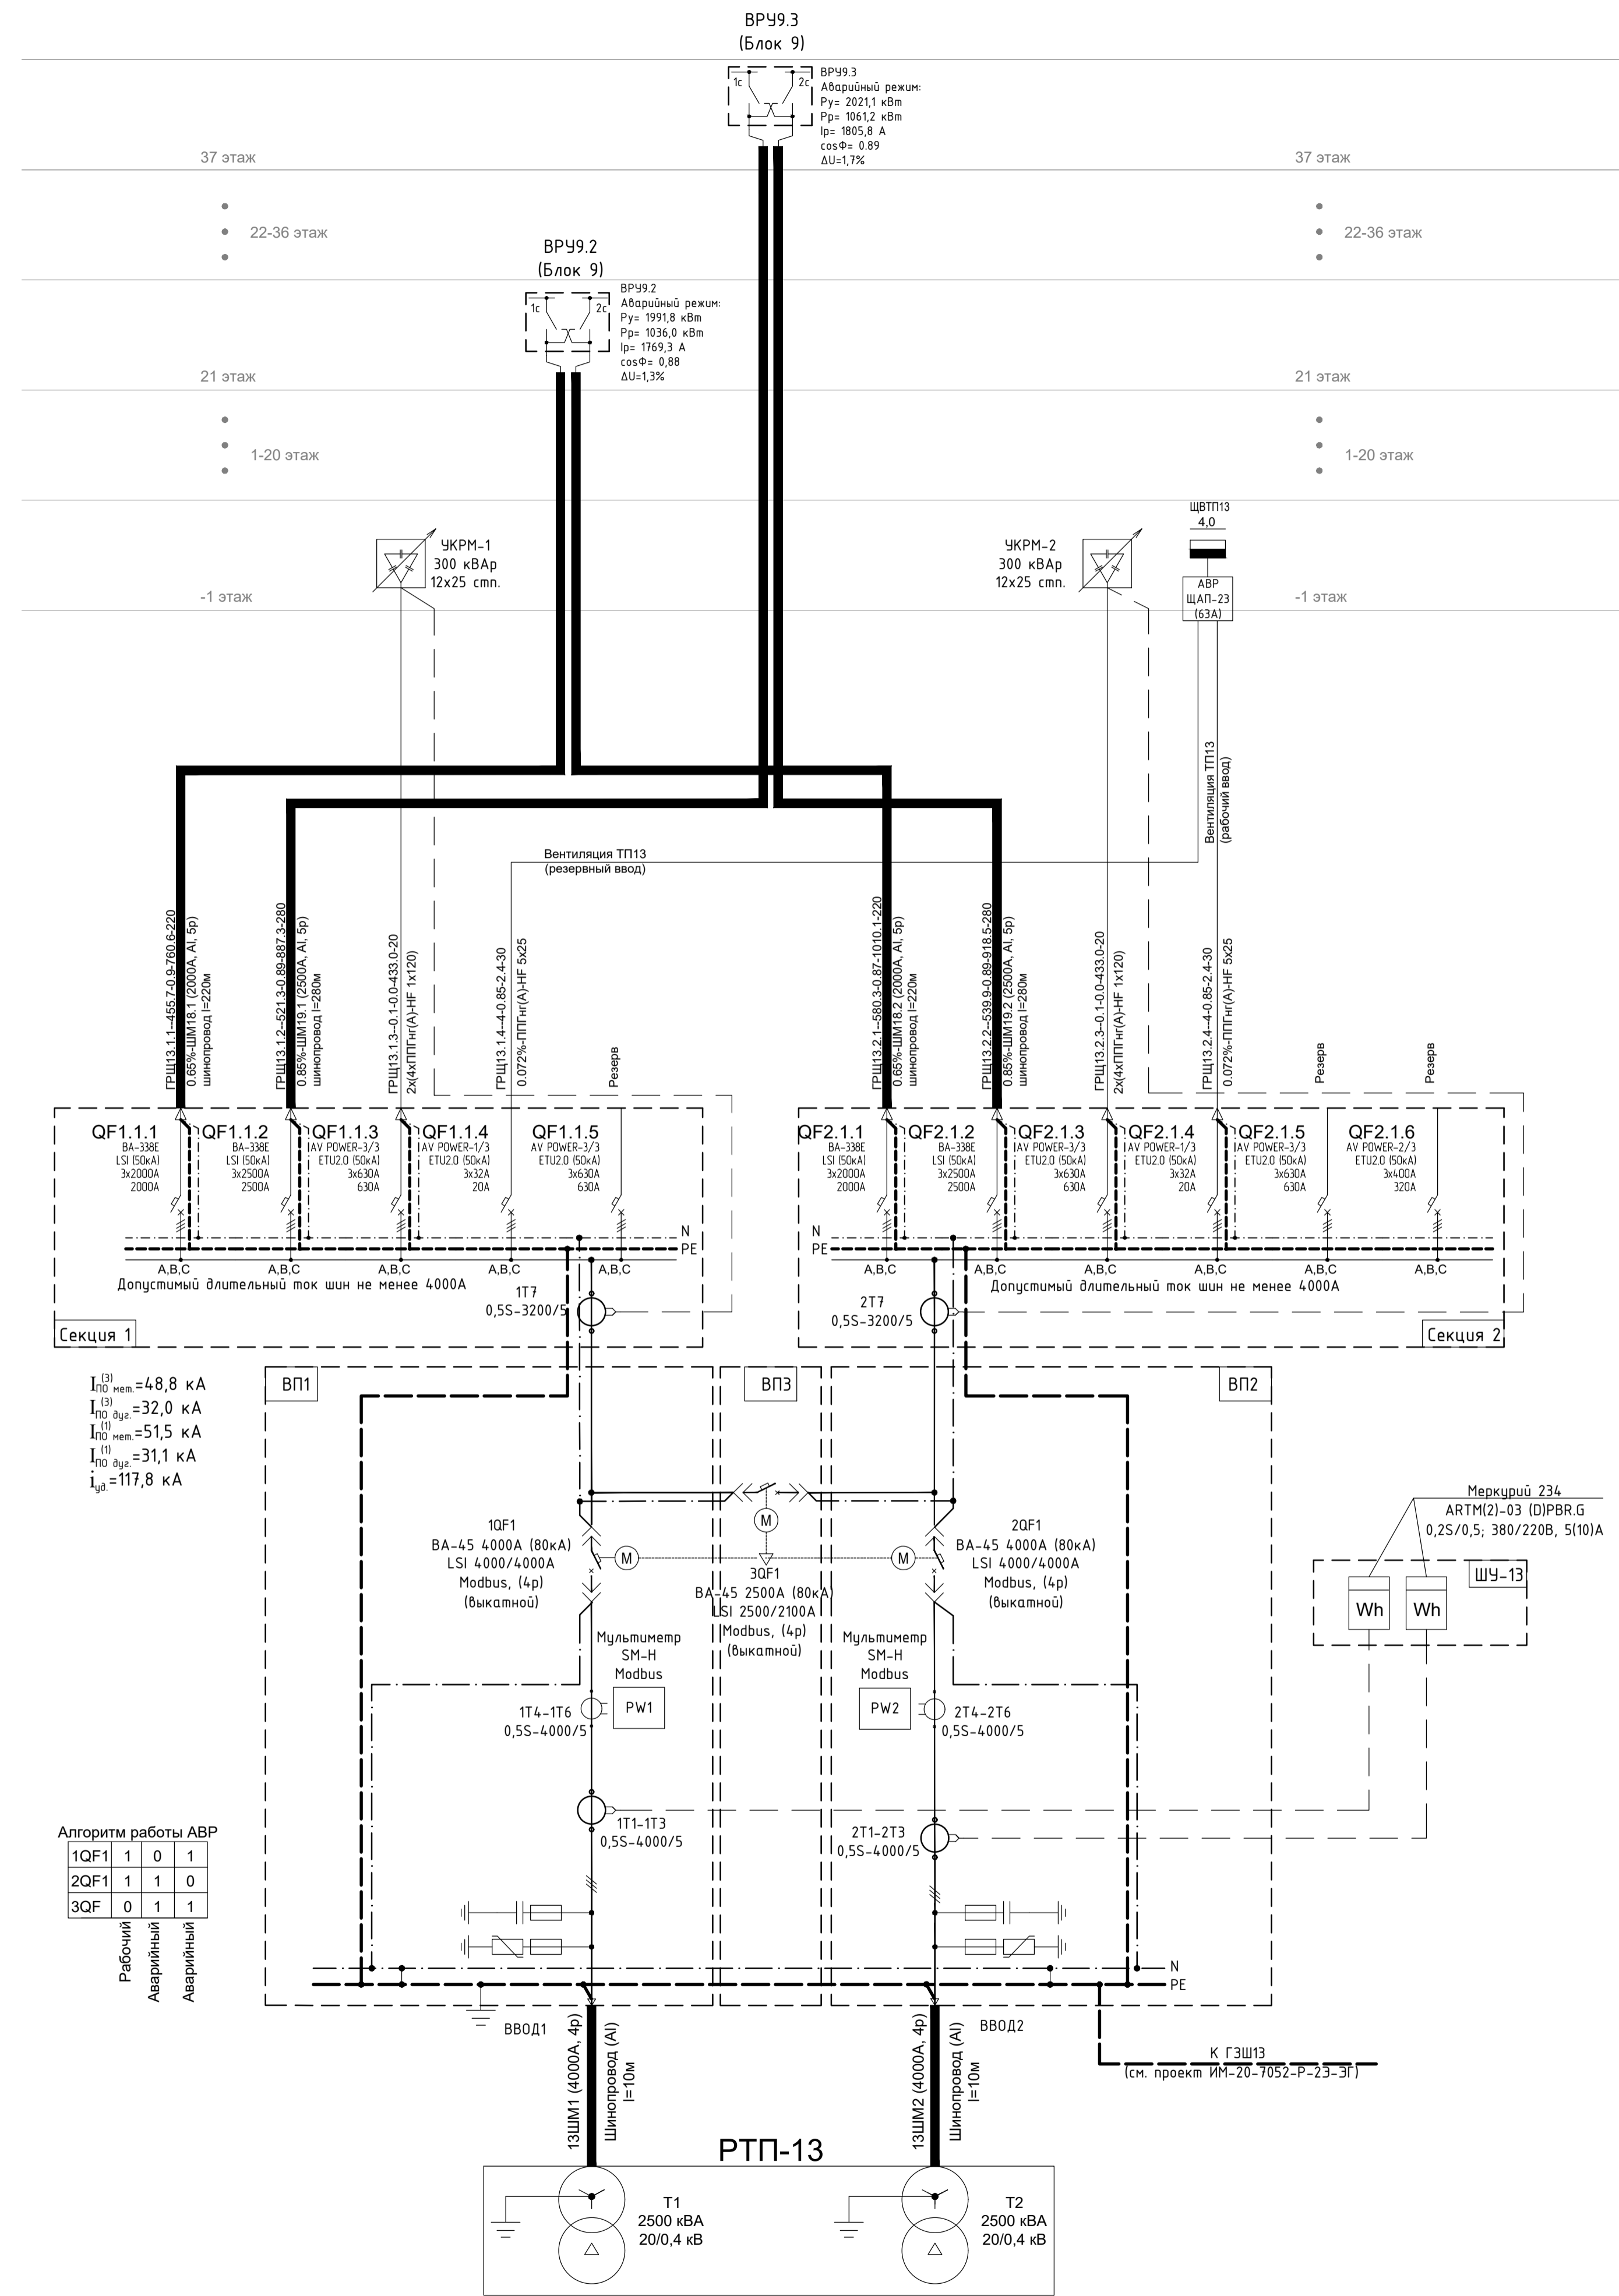 ВРУ9.3
(Блок 9)
1с
2с
ВРУ9.3
Аварийный режим:
Ру= 2021,1 кВт
Рр= 1061,2 кВт
Iр= 1805,8 А
cosФ= 0.89
ΔU=1,7%
37 этаж
37 этаж
22-36 этаж
22-36 этаж
ВРУ9.2
(Блок 9)
1с
2с
ВРУ9.2
Аварийный режим:
Ру= 1991,8 кВт
Рр= 1036,0 кВт
Iр= 1769,3 А
cosФ= 0,88
ΔU=1,3%
21 этаж
21 этаж
1-20 этаж
1-20 этаж
УКРМ-1
300 кВАр
12х25 стп.
УКРМ-2
300 кВАр
12х25 стп.
ЩВТП13
4,0
АВР
ЩАП-23
(63А)
-1 этаж
-1 этаж
Вентиляция ТП13
(рабочий ввод)
Вентиляция ТП13
(резервный ввод)
ГРЩ13.1.1--455.7-0.9-760.6-220
0.65%-ШМ18.1 (2000А, Al, 5р)
шинопровод l=220м
ГРЩ13.1.2--521.3-0.89-887.3-280
0.85%-ШМ19.1 (2500А, Al, 5р)
шинопровод l=280м
ГРЩ13.1.3--0.1-0.0-433.0-20
2х(4хППГнг(А)-HF 1х120)
ГРЩ13.1.4--4-0.85-2.4-30
0.072%-ППГнг(А)-HF 5х25
Резерв
ГРЩ13.2.1--580.3-0.87-1010.1-220
0.65%-ШМ18.2 (2000А, Al, 5р)
шинопровод l=220м
ГРЩ13.2.2--539.9-0.89-918.5-280
0.85%-ШМ19.2 (2500А, Al, 5р)
шинопровод l=280м
ГРЩ13.2.3--0.1-0.0-433.0-20
2х(4хППГнг(А)-HF 1х120)
ГРЩ13.2.4--4-0.85-2.4-30
0.072%-ППГнг(А)-HF 5х25
Резерв
Резерв
QF1.1.1
ВА-338Е
LSI (50кА)
3х2000А
2000А
QF1.1.2
ВА-338Е
LSI (50кА)
3х2500А
2500А
QF1.1.3
AV POWER-3/3
ETU2.0 (50кА)
3х630А
630А
QF1.1.4
AV POWER-1/3
ETU2.0 (50кА)
3х32А
20А
QF1.1.5
AV POWER-3/3
ETU2.0 (50кА)
3х630А
630А
N
PE
А,В,С
А,В,С
А,В,С
А,В,С
А,В,С
Допустимый длительный ток шин не менее 4000А
1Т7
0,5S-3200/5
Секция 1
QF2.1.1
ВА-338Е
LSI (50кА)
3х2000А
2000А
QF2.1.2
ВА-338Е
LSI (50кА)
3х2500А
2500А
QF2.1.3
AV POWER-3/3
ETU2.0 (50кА)
3х630А
630А
QF2.1.4
AV POWER-1/3
ETU2.0 (50кА)
3х32А
20А
QF2.1.5
AV POWER-3/3
ETU2.0 (50кА)
3х630А
630А
QF2.1.6
AV POWER-2/3
ETU2.0 (50кА)
3х400А
320А
N
PE
А,В,С
А,В,С
А,В,С
А,В,С
А,В,С
А,В,С
Допустимый длительный ток шин не менее 4000А
2Т7
0,5S-3200/5
Секция 2
I(3)ПО мет.=48,8 кА
I(3)ПО дуг.=32,0 кА
I(1)ПО мет.=51,5 кА
I(1)ПО дуг.=31,1 кА
iуд.=117,8 кА
ВП1
ВП3
ВП2
1QF1
ВА-45 4000А (80кА)
LSI 4000/4000А
Modbus, (4р)
(выкатной)
М
М
М
3QF1
ВА-45 2500А (80кА)
LSI 2500/2100А
Modbus, (4р)
(выкатной)
2QF1
ВА-45 4000А (80кА)
LSI 4000/4000А
Modbus, (4р)
(выкатной)
Меркурий 234
ARTM(2)-03 (D)PBR.G
0,2S/0,5; 380/220В, 5(10)А
ШУ-13
Wh
Wh
Мультиметр
SM-H
Modbus
PW1
1Т4-1Т6
0,5S-4000/5
Мультиметр
SM-H
Modbus
PW2
2Т4-2Т6
0,5S-4000/5
1Т1-1Т3
0,5S-4000/5
2Т1-2Т3
0,5S-4000/5
Алгоритм работы АВР
1QF1 1 0 1
2QF1 1 1 0
3QF 0 1 1
Рабочий
Аварийный
Аварийный
N
PE
ВВОД1
ВВОД2
13ШМ1 (4000А, 4р)
Шинопровод (Al)
l=10м
13ШМ2 (4000А, 4р)
Шинопровод (Al)
l=10м
К ГЗШ13
(см. проект ИМ-20-7052-Р-2Э-ЭГ)
РТП-13
Т1
2500 кВА
20/0,4 кВ
Т2
2500 кВА
20/0,4 кВ